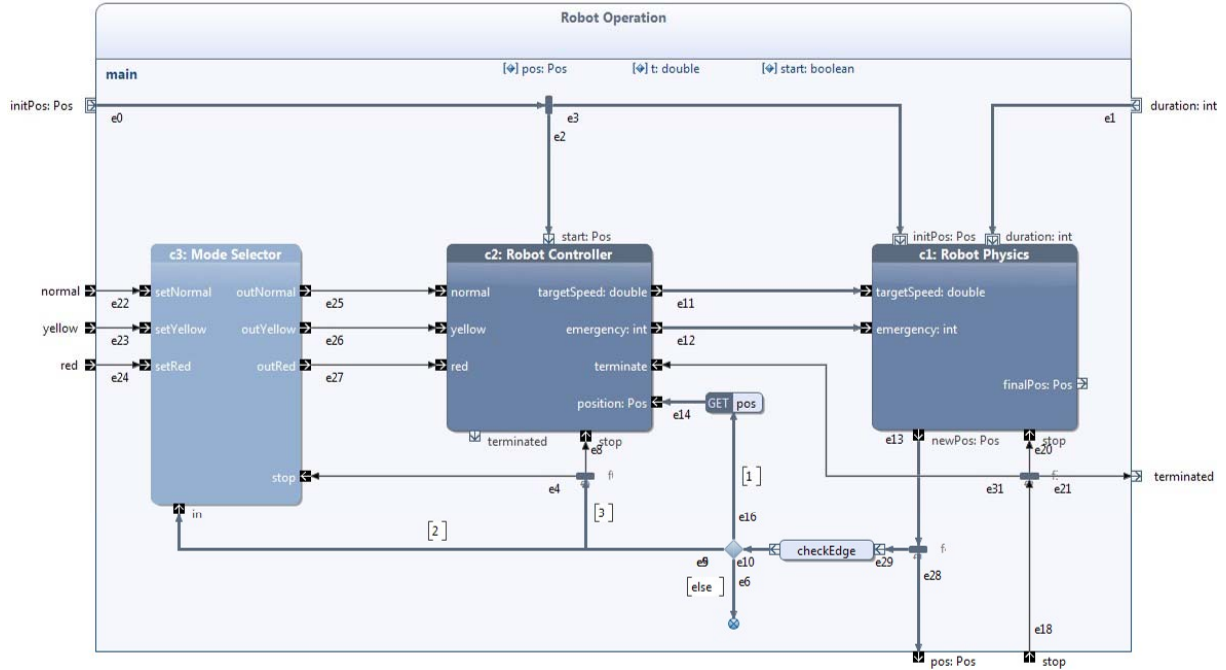 Robot Operation
main
pos: Pos
t: double
start: boolean
initPos: Pos
e0
e3
e2
e1
duration: int
start: Pos
initPos: Pos
duration: int
c3: Mode Selector
c2: Robot Controller
c1: Robot Physics
normal
e22
setNormal
outNormal
e25
normal
targetSpeed: double
e11
targetSpeed: double
yellow
e23
setYellow
outYellow
e26
yellow
emergency: int
e12
emergency: int
red
e24
setRed
outRed
e27
red
terminate
finalPos: Pos
position: Pos
e14
GET pos
terminated
e8
stop
e13
newPos: Pos
e20
stop
stop
e4
[1]
e31
e21
terminated
in
[2]
[3]
e16
e10
checkEdge
e29
e28
[else]
e6
e18
pos: Pos
stop